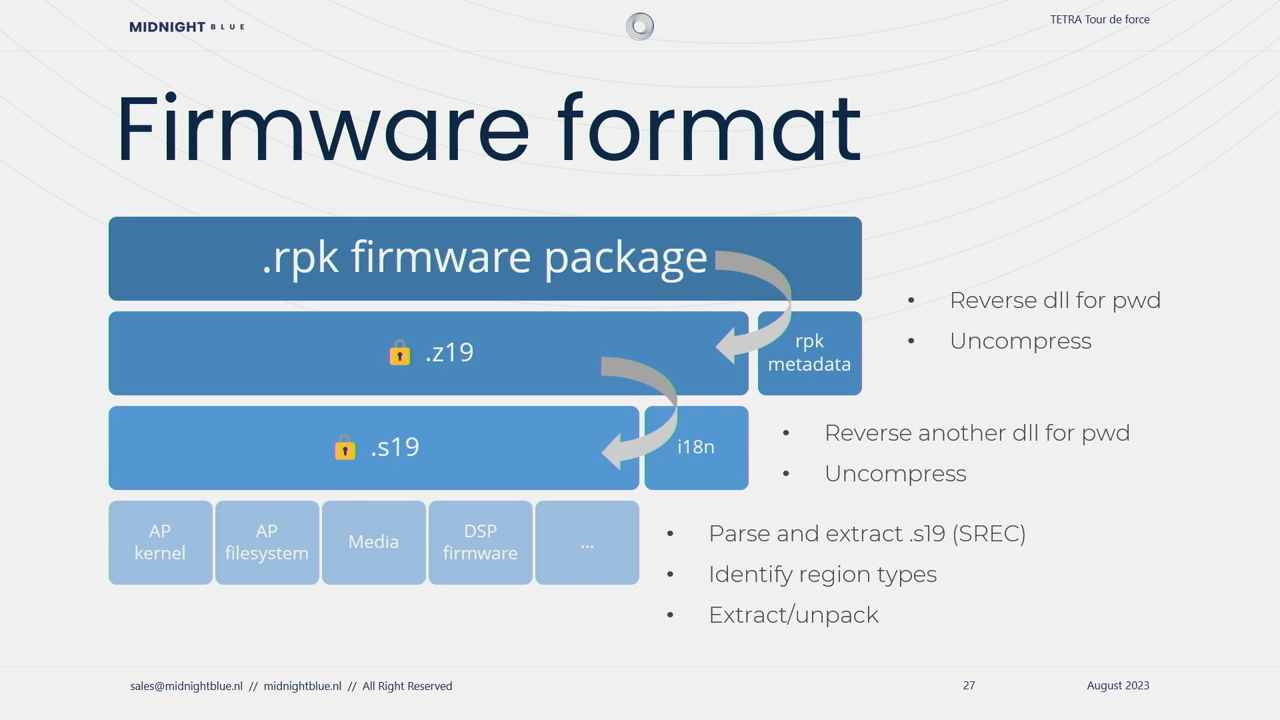 MIDNIGHT BLUE
TETRA Tour de force
Firmware format
.rpk firmware package
.z19
rpk
metadata
• Reverse dll for pwd
• Uncompress
.s19
i18n
• Reverse another dll for pwd
• Uncompress
AP
kernel
AP
filesystem
Media
DSP
firmware
...
• Parse and extract .s19 (SREC)
• Identify region types
• Extract/unpack
sales@midnightblue.nl // midnightblue.nl // All Right Reserved
27
August 2023